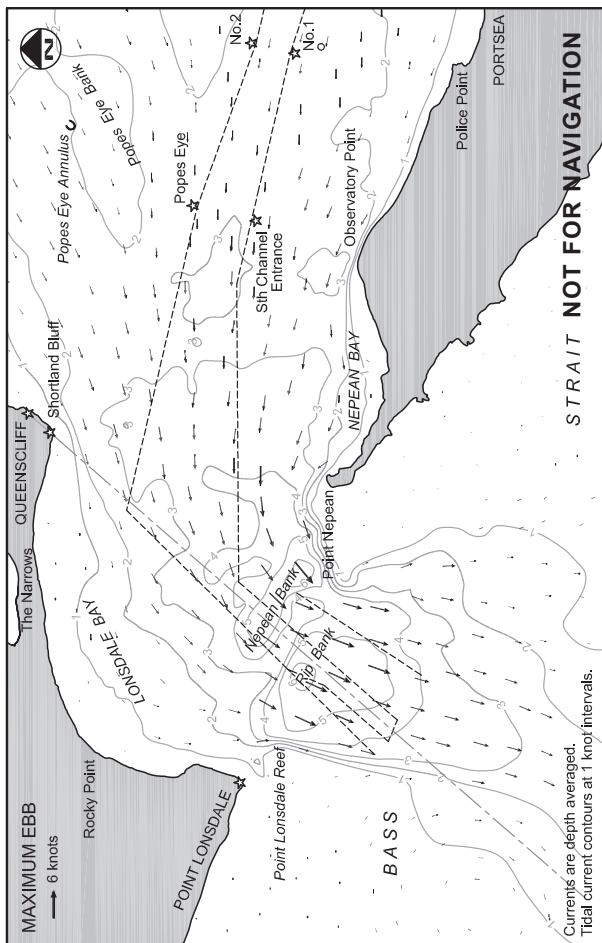 MAXIMUM EBB
6 knots
Rocky Point
POINT LONSDALE
The Narrows
QUEENSCLIFF
Shortland Bluff
LONSDALE BAY
Popes Eye Annulus
Popes Eye Bank
N
Popes Eye
No.2
No.1
Sth Channel
Entrance
Observatory Point
NEPEAN BAY
Point Nepean
Nepean Bank
Rip Bank
Point Lonsdale Reef
Police Point
PORTSEA
BASS
STRAIT
NOT FOR NAVIGATION
Currents are depth averaged.
Tidal current contours at 1 knot intervals.